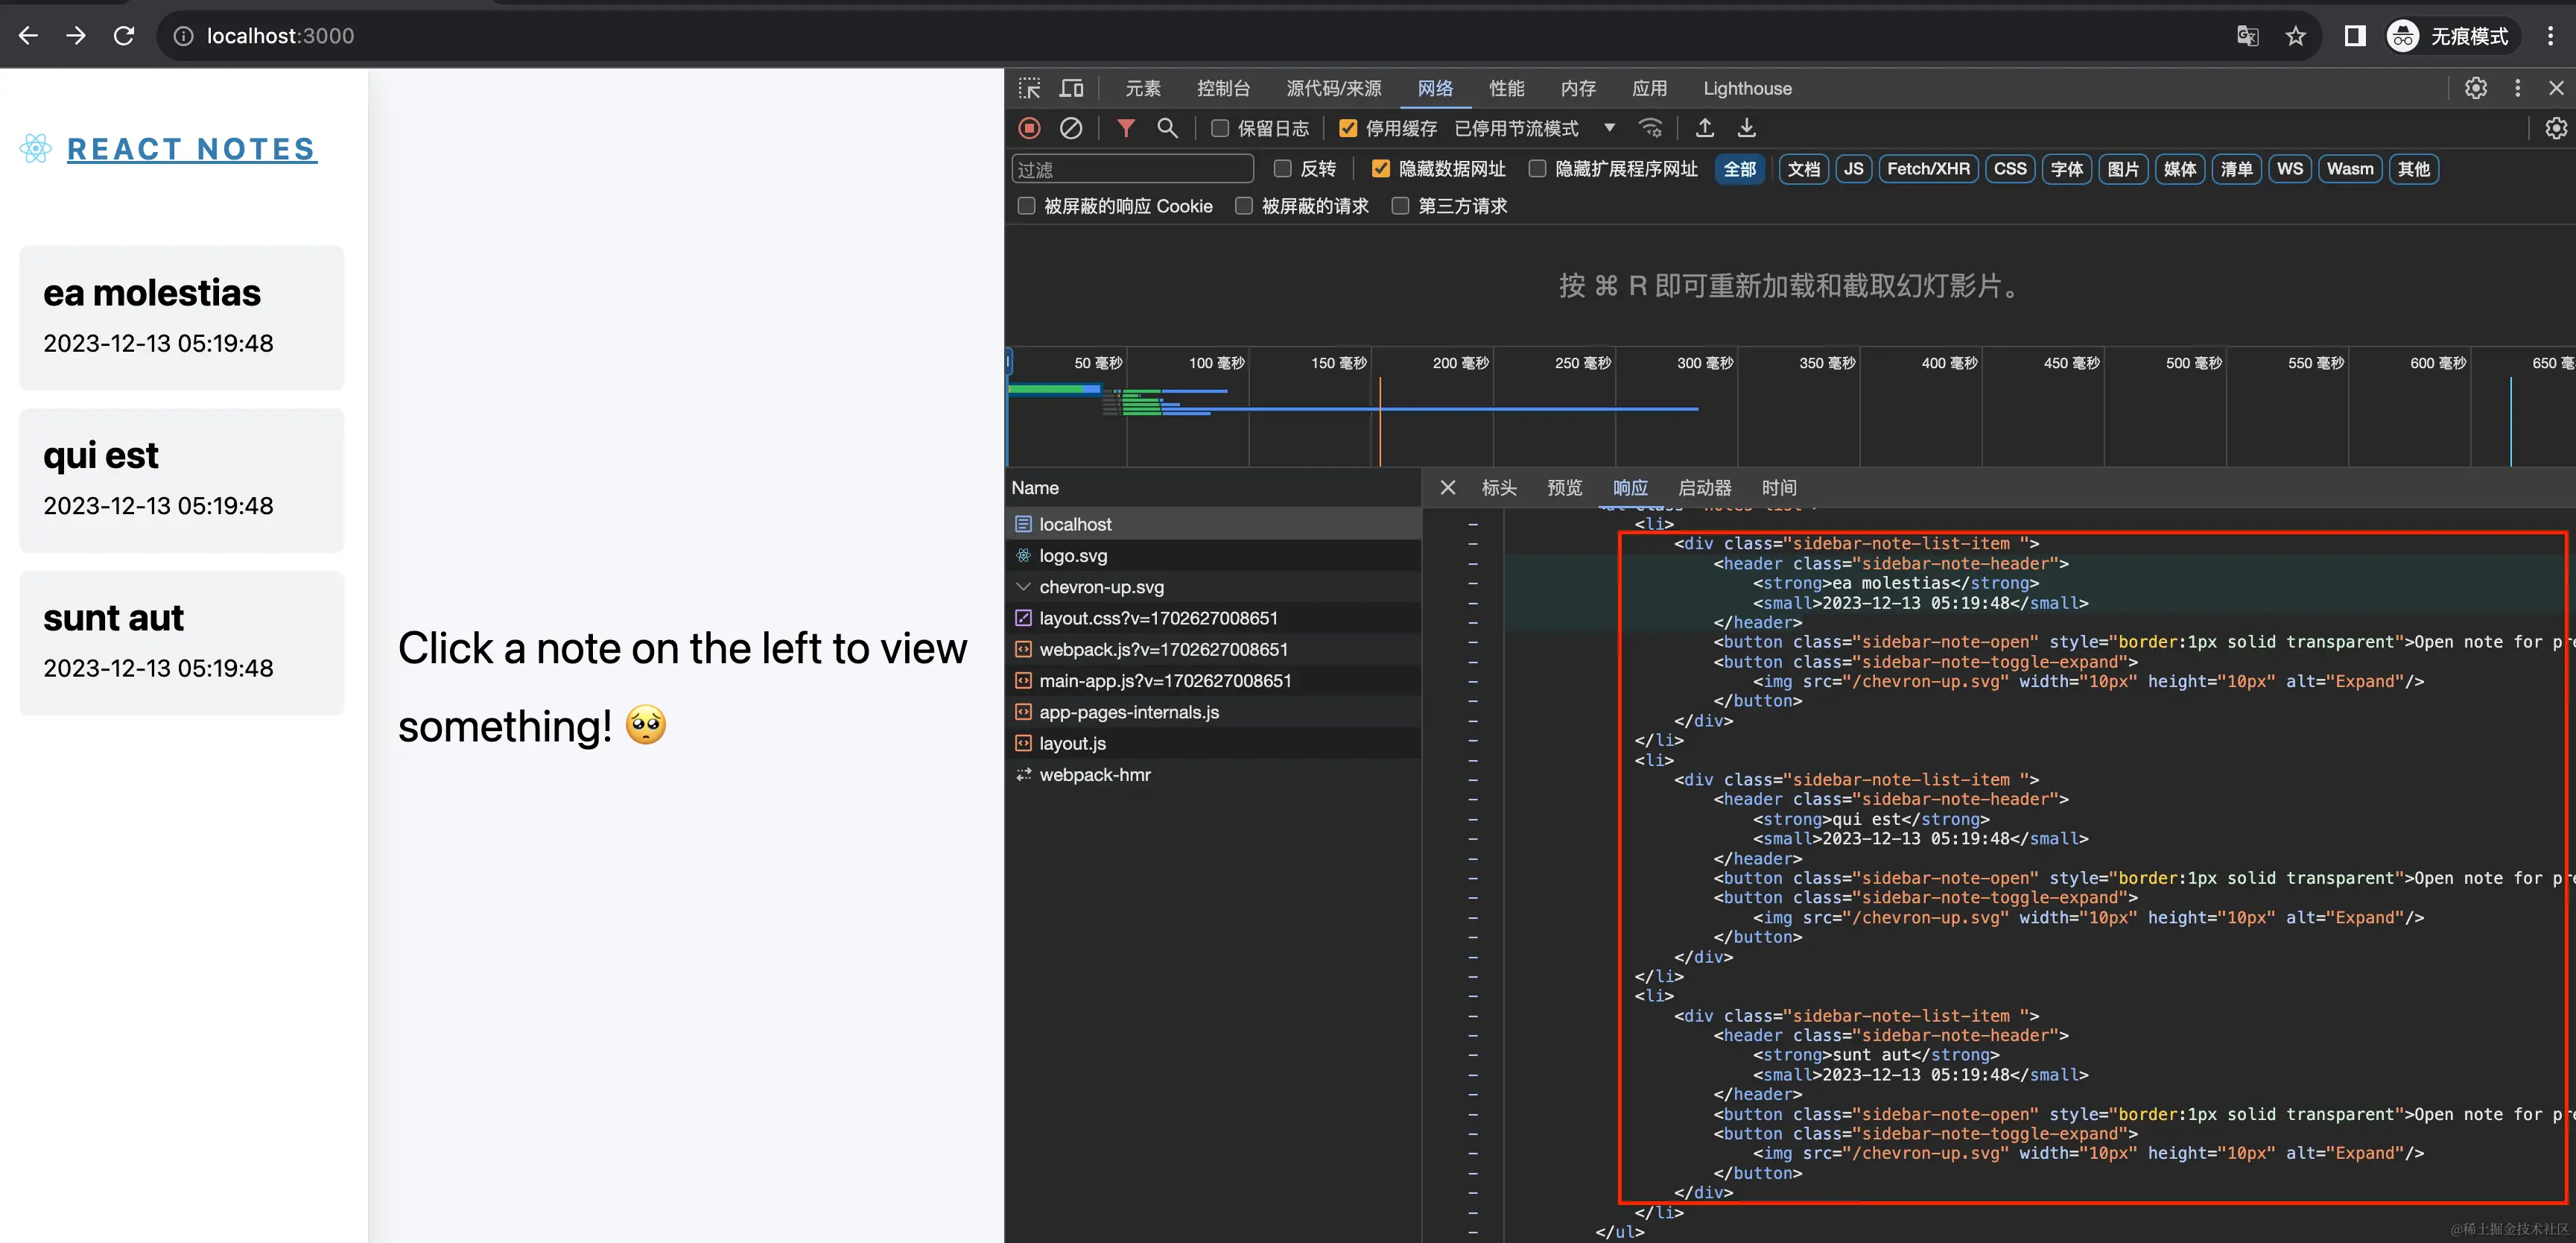 localhost:3000
无痕模式
REACT NOTES
ea molestias
2023-12-13 05:19:48
qui est
2023-12-13 05:19:48
sunt aut
2023-12-13 05:19:48
Click a note on the left to view
something! 🥺
元素 控制台 源代码/来源 网络 性能 内存 应用 Lighthouse
保留日志 停用缓存 已停用节流模式
过滤 反转 隐藏数据网址 隐藏扩展程序网址 全部 文档 JS Fetch/XHR CSS 字体 图片 媒体 清单 WS Wasm 其他
被屏蔽的响应 Cookie 被屏蔽的请求 第三方请求
按 ⌘ R 即可重新加载和截取幻灯影片。
50 毫秒 100 毫秒 150 毫秒 200 毫秒 250 毫秒 300 毫秒 350 毫秒 400 毫秒 450 毫秒 500 毫秒 550 毫秒 600 毫秒 650 毫
Name
localhost
logo.svg
chevron-up.svg
layout.css?v=1702627008651
webpack.js?v=1702627008651
main-app.js?v=1702627008651
app-pages-internals.js
layout.js
webpack-hmr
标头 预览 响应 启动器 时间
<li>
<div class="sidebar-note-list-item ">
<header class="sidebar-note-header">
<strong>ea molestias</strong>
<small>2023-12-13 05:19:48</small>
</header>
<button class="sidebar-note-open" style="border:1px solid transparent">Open note for pre
<button class="sidebar-note-toggle-expand">
<img src="/chevron-up.svg" width="10px" height="10px" alt="Expand"/>
</button>
</div>
</li>
<li>
<div class="sidebar-note-list-item ">
<header class="sidebar-note-header">
<strong>qui est</strong>
<small>2023-12-13 05:19:48</small>
</header>
<button class="sidebar-note-open" style="border:1px solid transparent">Open note for pre
<button class="sidebar-note-toggle-expand">
<img src="/chevron-up.svg" width="10px" height="10px" alt="Expand"/>
</button>
</div>
</li>
<li>
<div class="sidebar-note-list-item ">
<header class="sidebar-note-header">
<strong>sunt aut</strong>
<small>2023-12-13 05:19:48</small>
</header>
<button class="sidebar-note-open" style="border:1px solid transparent">Open note for pre
<button class="sidebar-note-toggle-expand">
<img src="/chevron-up.svg" width="10px" height="10px" alt="Expand"/>
</button>
</div>
</li>
</ul>
@稀土掘金技术社区